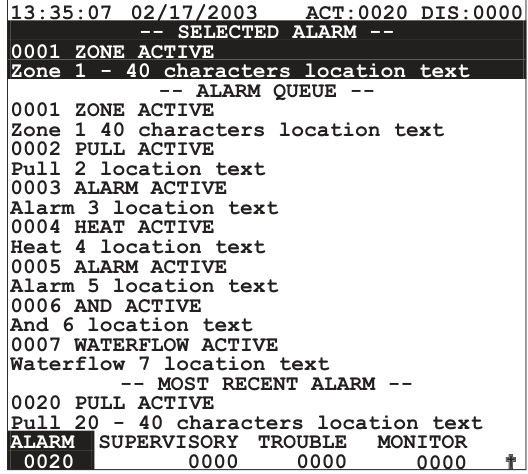 13:35:07 02/17/2003 ACT:0020 DIS:0000
-- SELECTED ALARM --
0001 ZONE ACTIVE
Zone 1 - 40 characters location text
-- ALARM QUEUE --
0001 ZONE ACTIVE
Zone 1 40 characters location text
0002 PULL ACTIVE
Pull 2 location text
0003 ALARM ACTIVE
Alarm 3 location text
0004 HEAT ACTIVE
Heat 4 location text
0005 ALARM ACTIVE
Alarm 5 location text
0006 AND ACTIVE
And 6 location text
0007 WATERFLOW ACTIVE
Waterflow 7 location text
-- MOST RECENT ALARM --
0020 PULL ACTIVE
Pull 20 - 40 characters location text
ALARM SUPERVISORY TROUBLE MONITOR
0020 0000 0000 0000